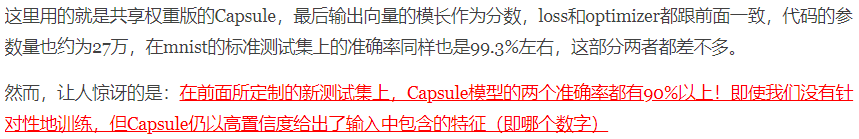 这里用的就是共享权重版的Capsule，最后输出向量的模长作为分数，loss和optimizer都跟前面一致，代码的参
数量也约为27万，在mnist的标准测试集上的准确率同样也是99.3%左右，这部分两者都差不多。
然而，让人惊讶的是：在前面所定制的新测试集上，Capsule模型的两个准确率都有90%以上！即使我们没有针
对性地训练，但Capsule仍以高置信度给出了输入中包含的特征（即哪个数字）